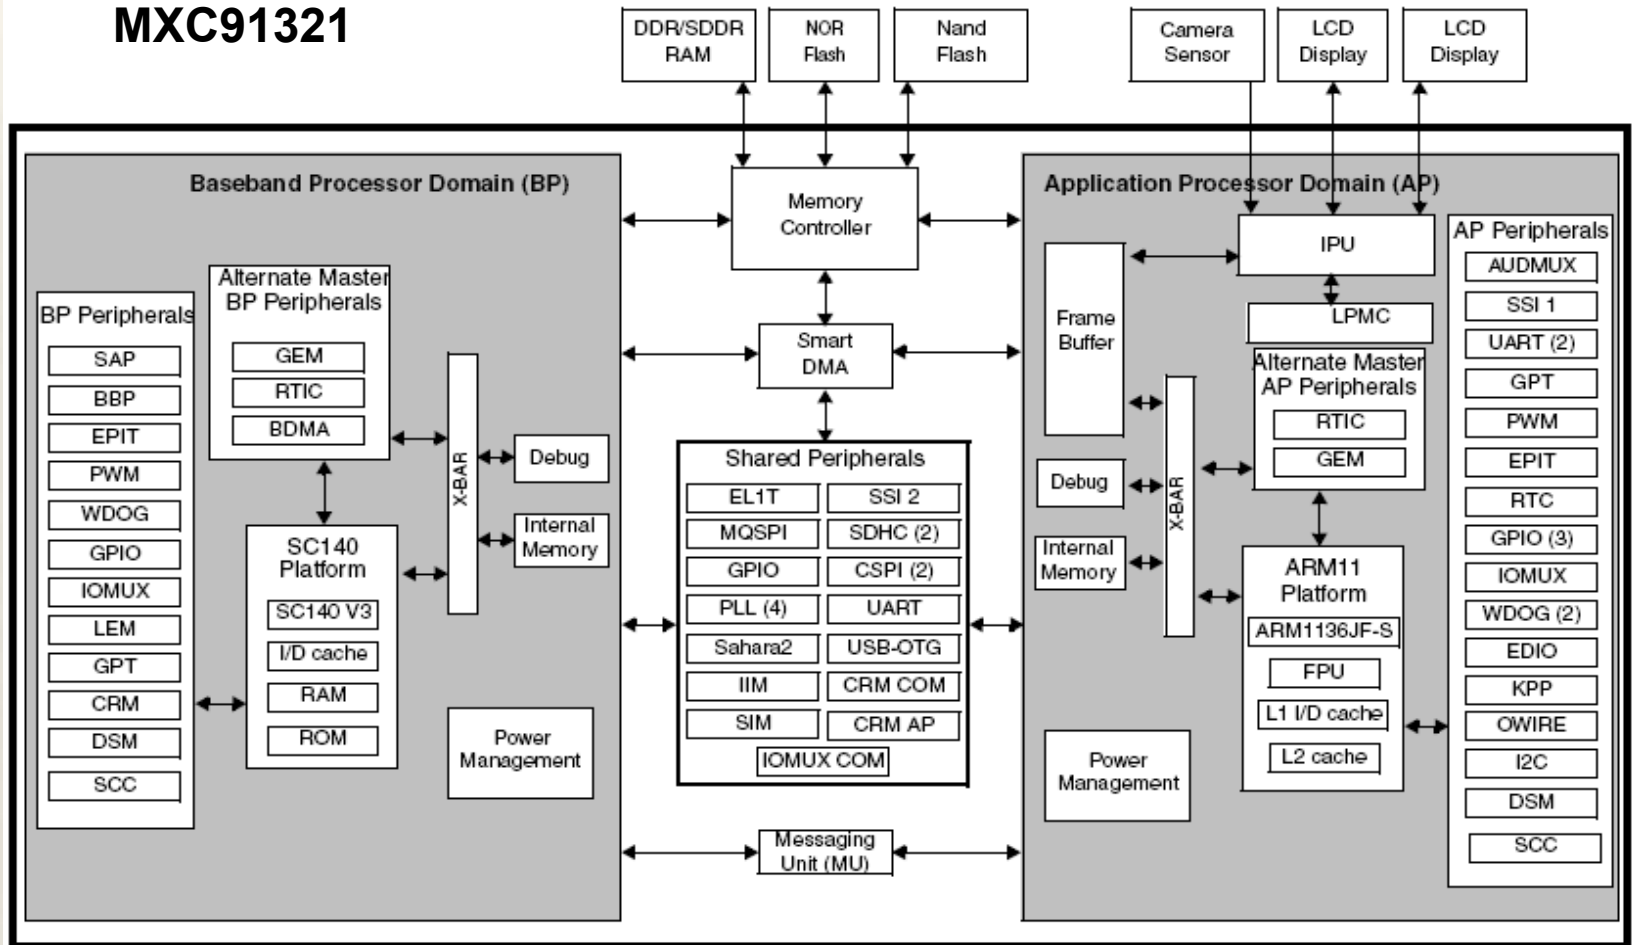 MXC91321
DDR/SDDR
RAM
NOR
Flash
Nand
Flash
Camera
Sensor
LCD
Display
LCD
Display
Baseband Processor Domain (BP)
BP Peripherals
SAP
BBP
EPIT
PWM
WDOG
GPIO
IOMUX
LEM
GPT
CRM
DSM
SCC
Alternate Master
BP Peripherals
GEM
RTIC
BDMA
SC140
Platform
SC140 V3
I/D cache
RAM
ROM
X-BAR
Debug
Internal
Memory
Power
Management
Memory
Controller
Smart
DMA
Shared Peripherals
EL1T
SSI 2
MQSPI
SDHC (2)
GPIO
CSPI (2)
PLL (4)
UART
Sahara2
USB-OTG
IIM
CRM COM
SIM
CRM AP
IOMUX COM
Messaging
Unit (MU)
Application Processor Domain (AP)
IPU
LPMC
Frame
Buffer
Debug
Internal
Memory
X-BAR
Alternate Master
AP Peripherals
RTIC
GEM
ARM11
Platform
ARM1136JF-S
FPU
L1 I/D cache
L2 cache
Power
Management
AP Peripherals
AUDMUX
SSI 1
UART (2)
GPT
PWM
EPIT
RTC
GPIO (3)
IOMUX
WDOG (2)
EDIO
KPP
OWIRE
I2C
DSM
SCC